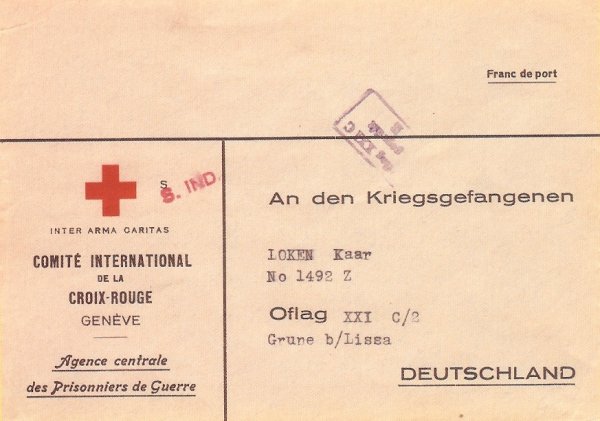 Franc de port
S.
S. IND.
INTER ARMA CARITAS
COMITÉ INTERNATIONAL
DE LA
CROIX-ROUGE
GENÈVE
Agence centrale
des Prisonniers de Guerre
An den Kriegsgefangenen
LOKEN Kaar
No 1492 Z
Oflag XXI C/2
Grune b/Lissa
DEUTSCHLAND